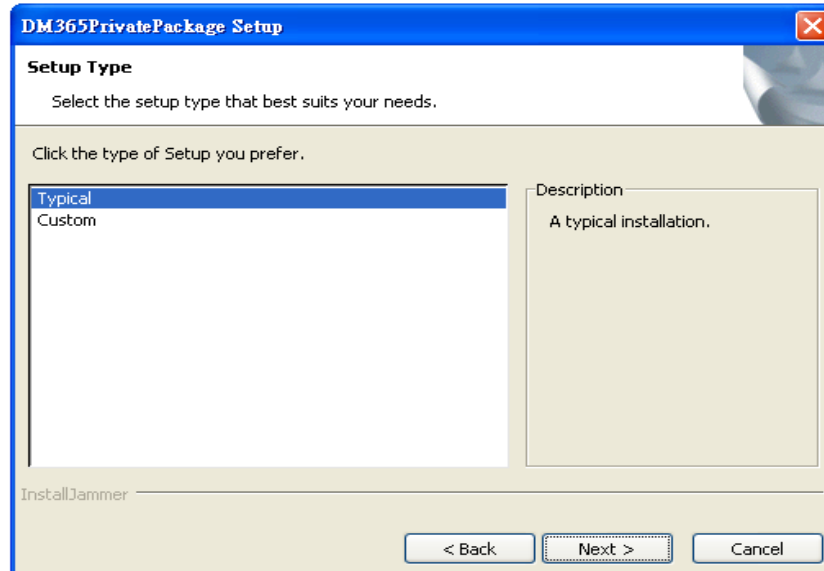 DM365PrivatePackage Setup
Setup Type
Select the setup type that best suits your needs.
Click the type of Setup you prefer.
Typical
Custom
Description
A typical installation.
InstallJammer
< Back
Next >
Cancel